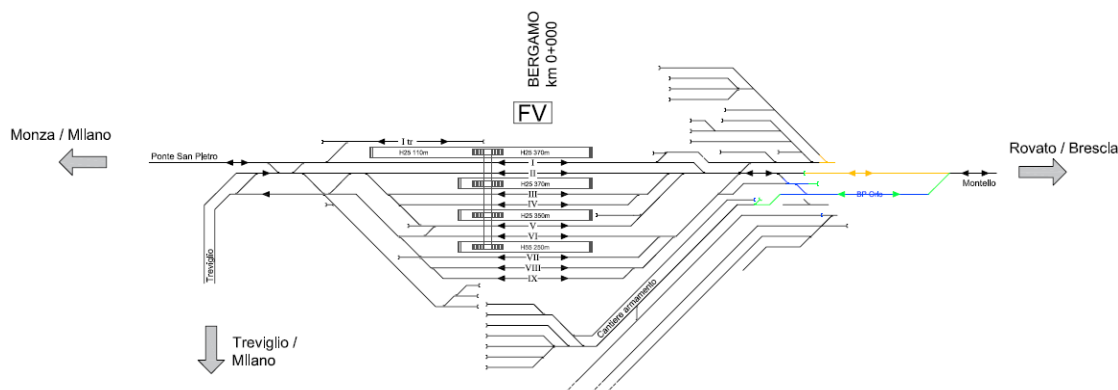 BERGAMO
km 0+000
FV
Monza / MIlano
I tr
H25 110m
H25 370m
Ponte San Pietro
I
II
Rovato / Brescia
Montello
H25 370m
III
IV
BP Orio
H25 350m
V
VI
H55 250m
VII
VIII
IX
Treviglio
Cantiere armamento
Treviglio /
MIlano